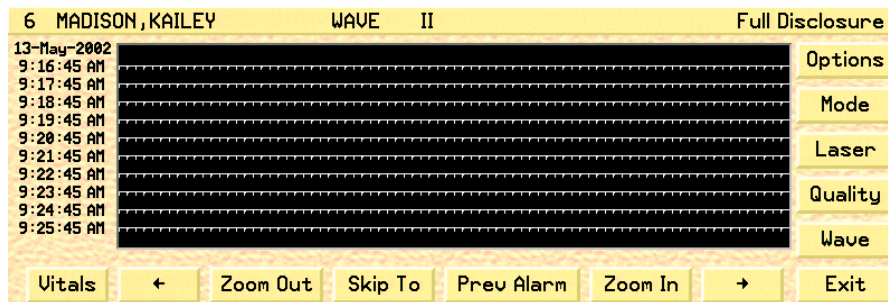 6 MADISON,KAILEY WAVE II Full Disclosure
13-May-2002
9:16:45 AM
9:17:45 AM
9:18:45 AM
9:19:45 AM
9:20:45 AM
9:21:45 AM
9:22:45 AM
9:23:45 AM
9:24:45 AM
9:25:45 AM
Options
Mode
Laser
Quality
Wave
Vitals ← Zoom Out Skip To Prev Alarm Zoom In → Exit